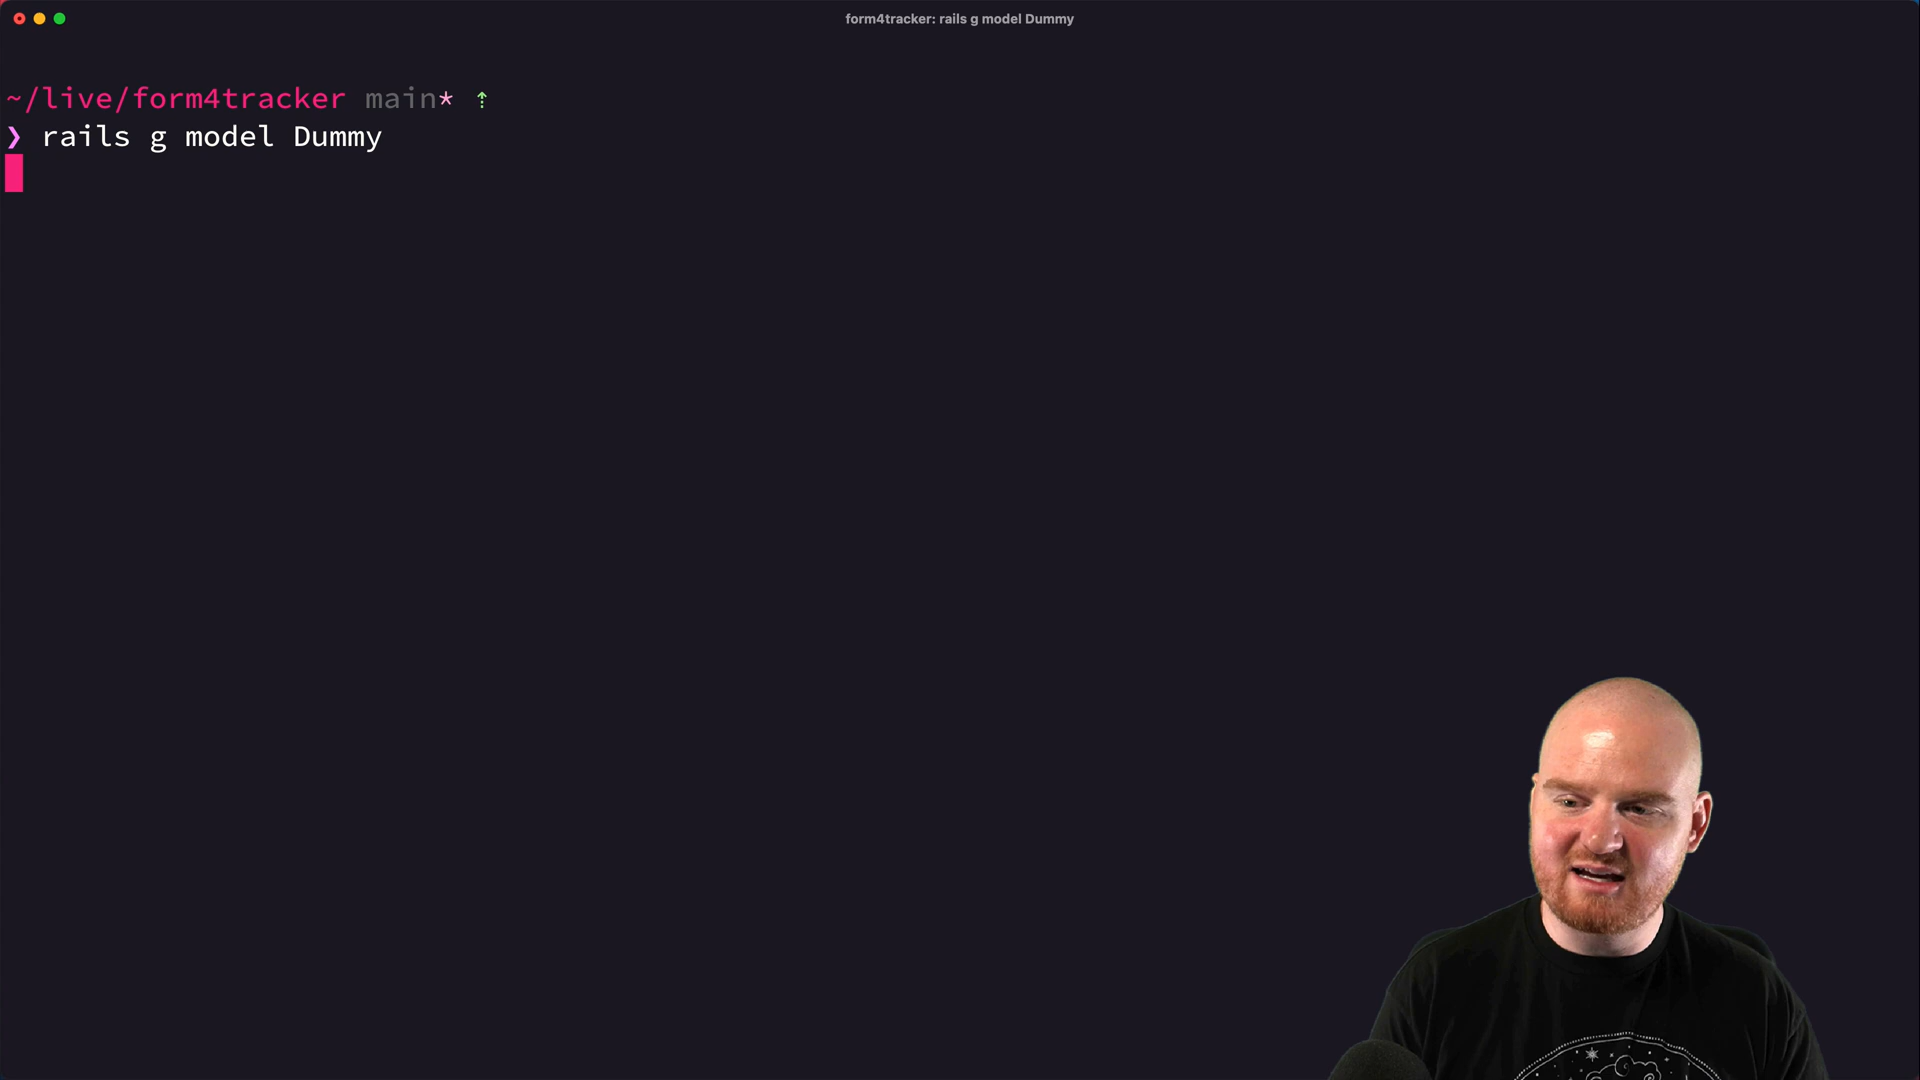 form4tracker: rails g model Dummy
~/live/form4tracker main* ⇡
❯ rails g model Dummy